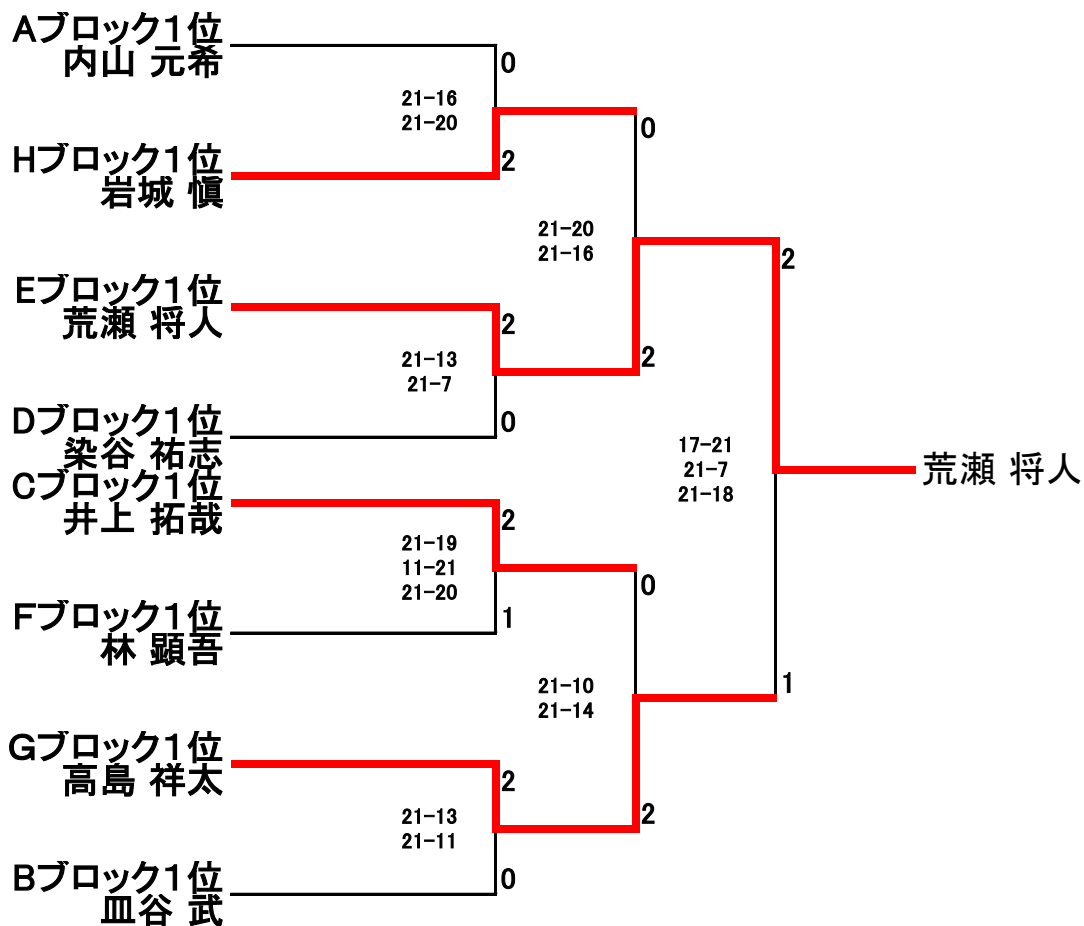 Aブロック1位
内山 元希
0
21-16
21-20
0
Hブロック1位
岩城 愼
2
21-20
21-16
2
Eブロック1位
荒瀬 将人
2
21-13
21-7
2
Dブロック1位
染谷 祐志
0
17-21
21-7
21-18
荒瀬 将人
Cブロック1位
井上 拓哉
2
21-19
11-21
21-20
0
Fブロック1位
林 顕吾
1
21-10
21-14
1
Gブロック1位
高島 祥太
2
21-13
21-11
2
Bブロック1位
皿谷 武
0